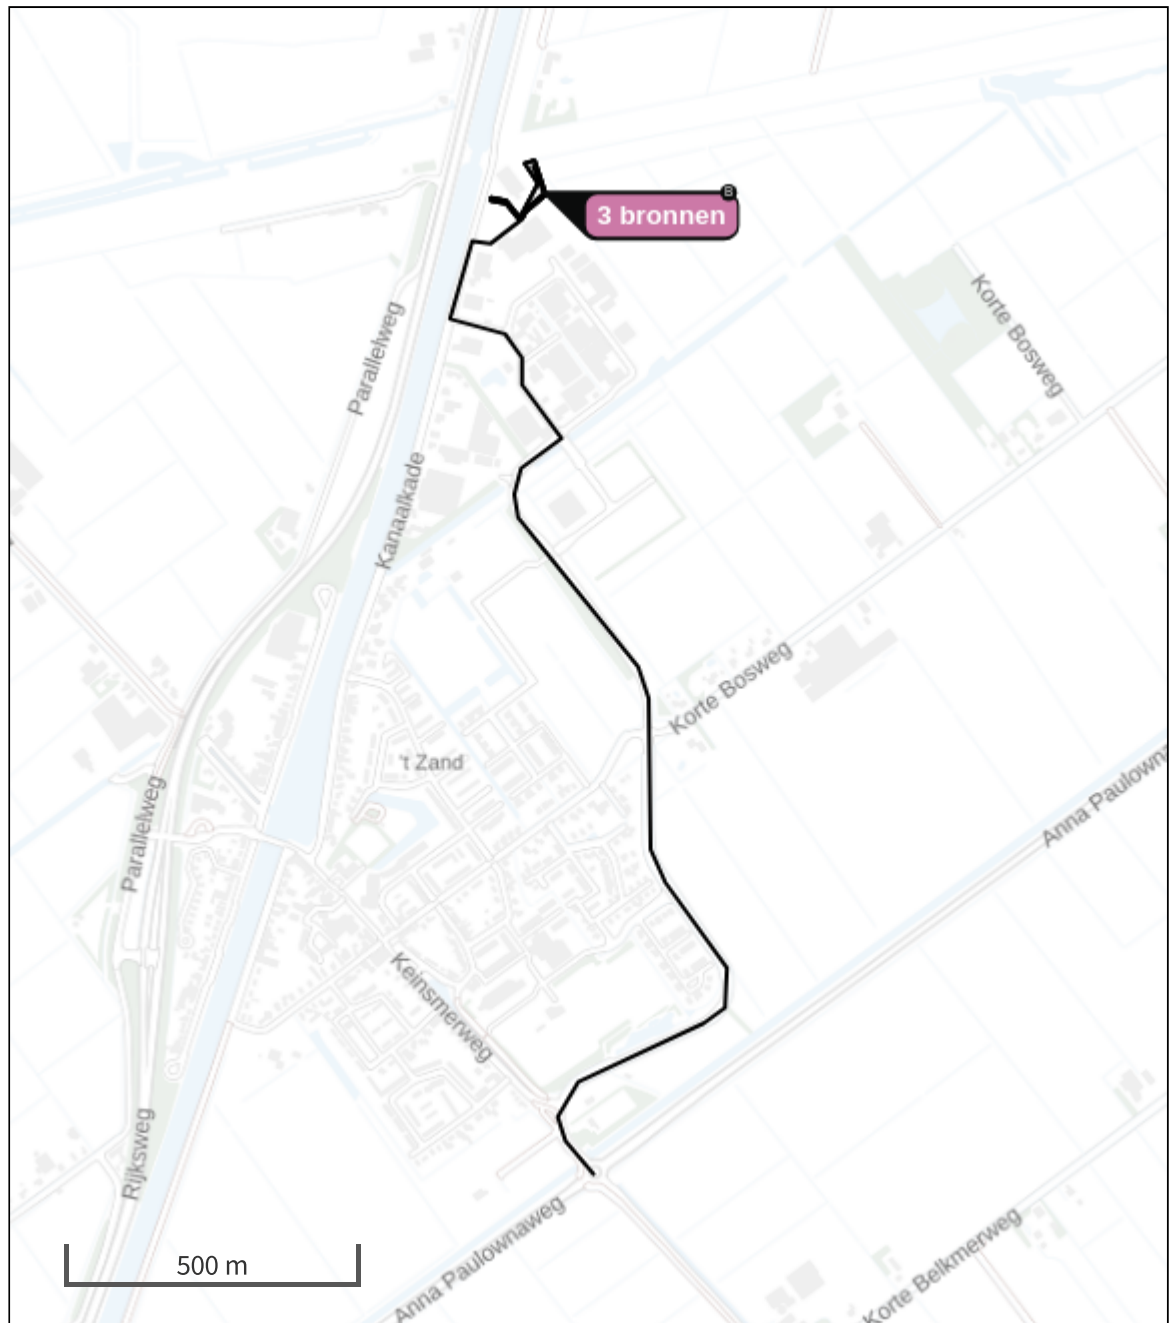 B
3 bronnen
Korte Bosweg
Parallelweg
Kanaalkade
Korte Bosweg
't Zand
Anna Paulowna
Parallelweg
Keinsmerweg
Rijksweg
Anna Paulownaweg
Korte Belkmerweg
500 m